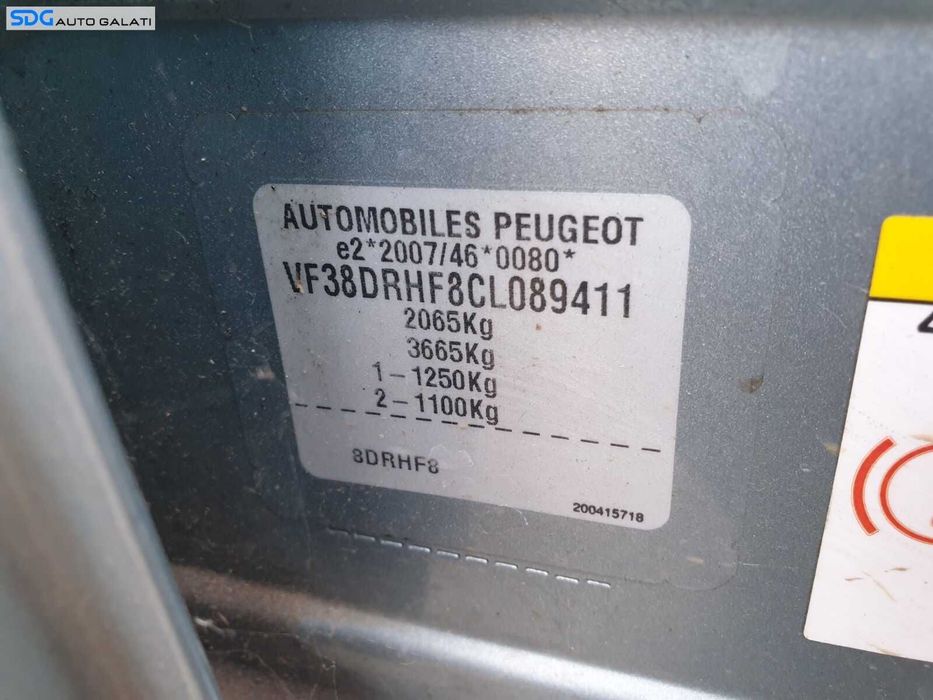 SDG AUTO GALATI
AUTOMOBILES PEUGEOT
e2*2007/46*0080*
VF38DRHF8CL089411
2065Kg
3665Kg
1-1250Kg
2-1100Kg
8DRHF8
200415718